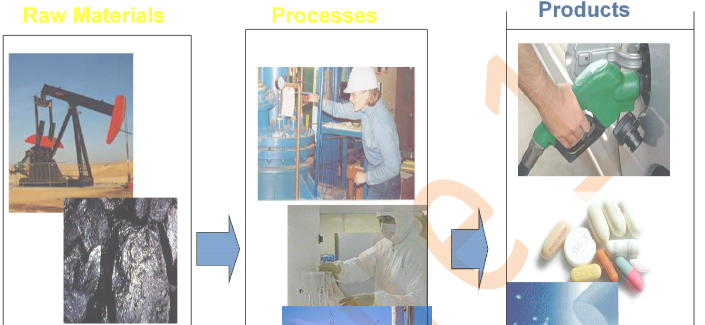 Raw Materials
Processes
Products